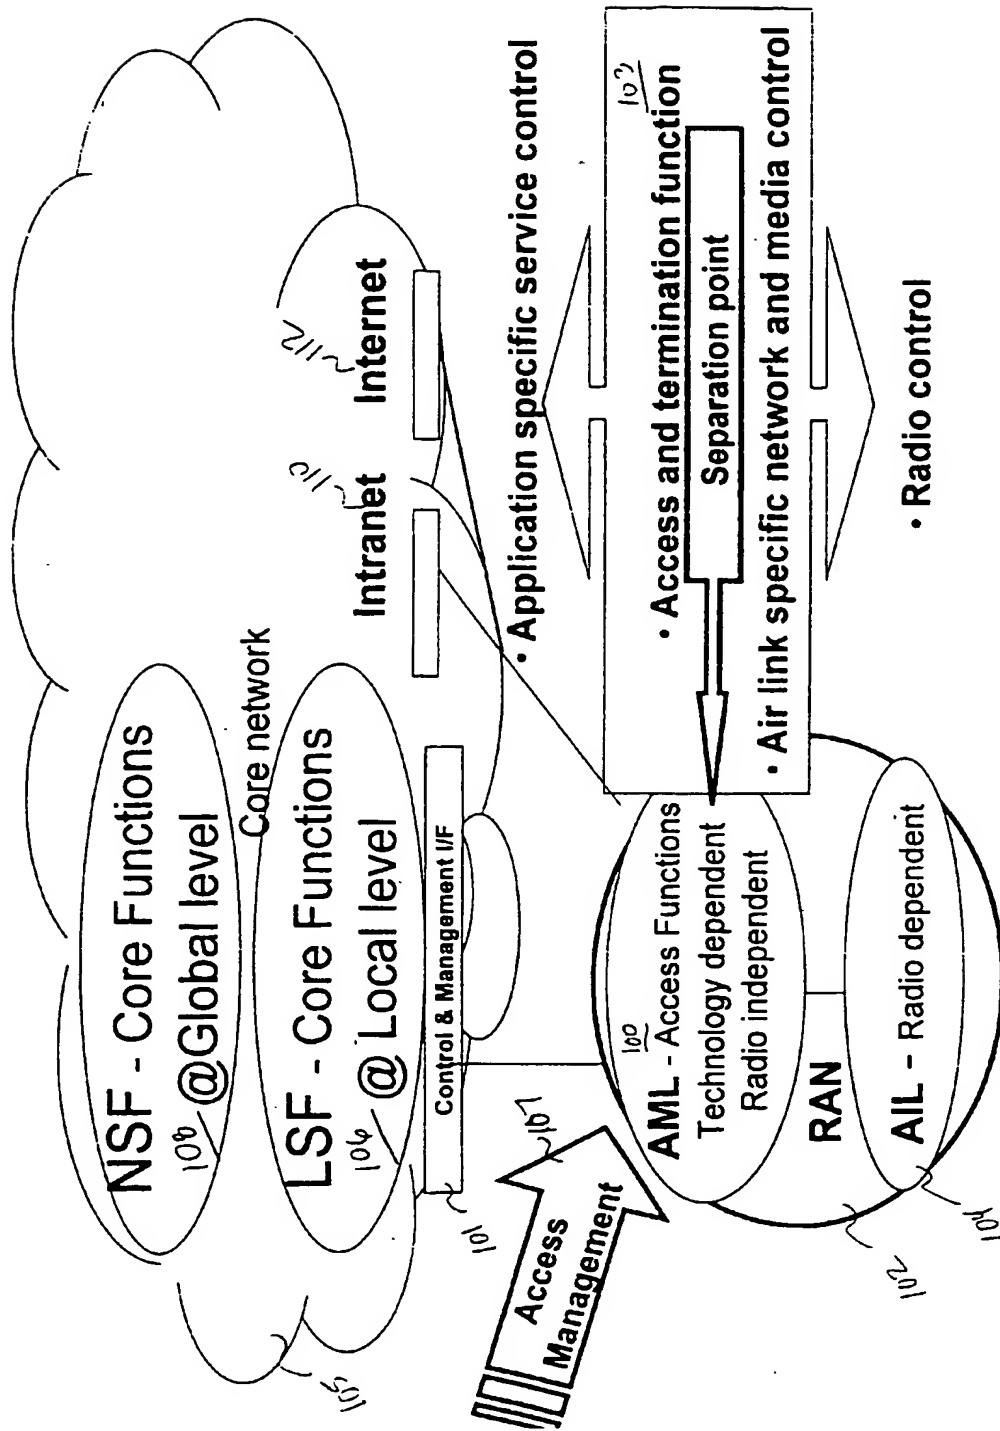 NSF - Core Functions
108 @Global level
Core network
LSF - Core Functions
106 @ Local level
Control & Management I/F
101
105
110
Intranet
112
Internet
• Application specific service control
103
• Access and termination function
Separation point
• Air link specific network and media control
• Radio control
Access
Management
107
100
AML - Access Functions
Technology dependent
Radio independent
RAN
AIL - Radio dependent
102
104